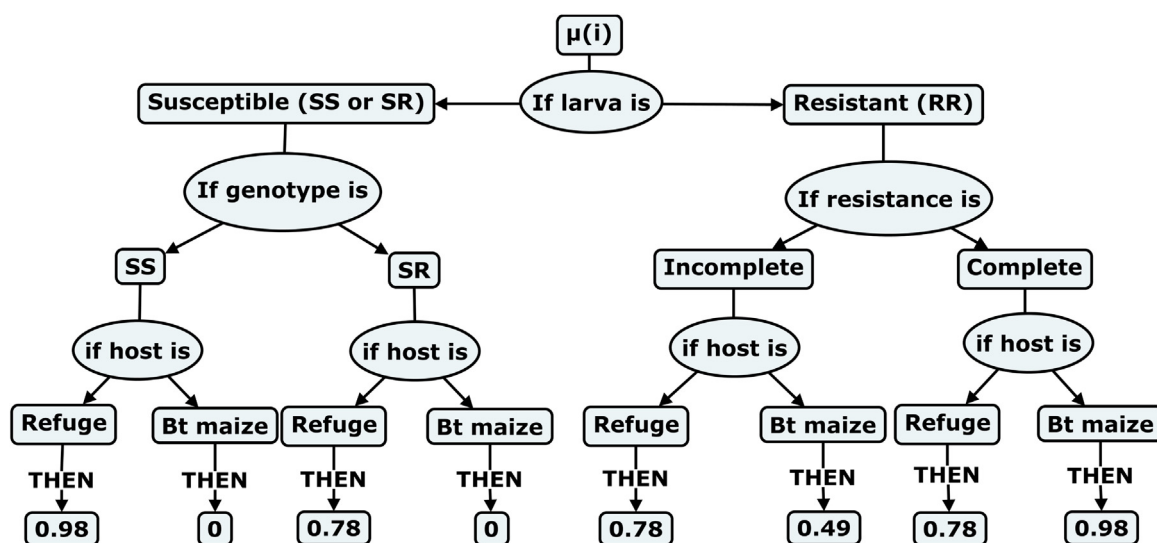 μ(i)
Susceptible (SS or SR)
If larva is
Resistant (RR)
If genotype is
If resistance is
SS
SR
Incomplete
Complete
if host is
if host is
if host is
if host is
Refuge
Bt maize
Refuge
Bt maize
Refuge
Bt maize
Refuge
Bt maize
THEN
THEN
THEN
THEN
THEN
THEN
THEN
THEN
0.98
0
0.78
0
0.78
0.49
0.78
0.98